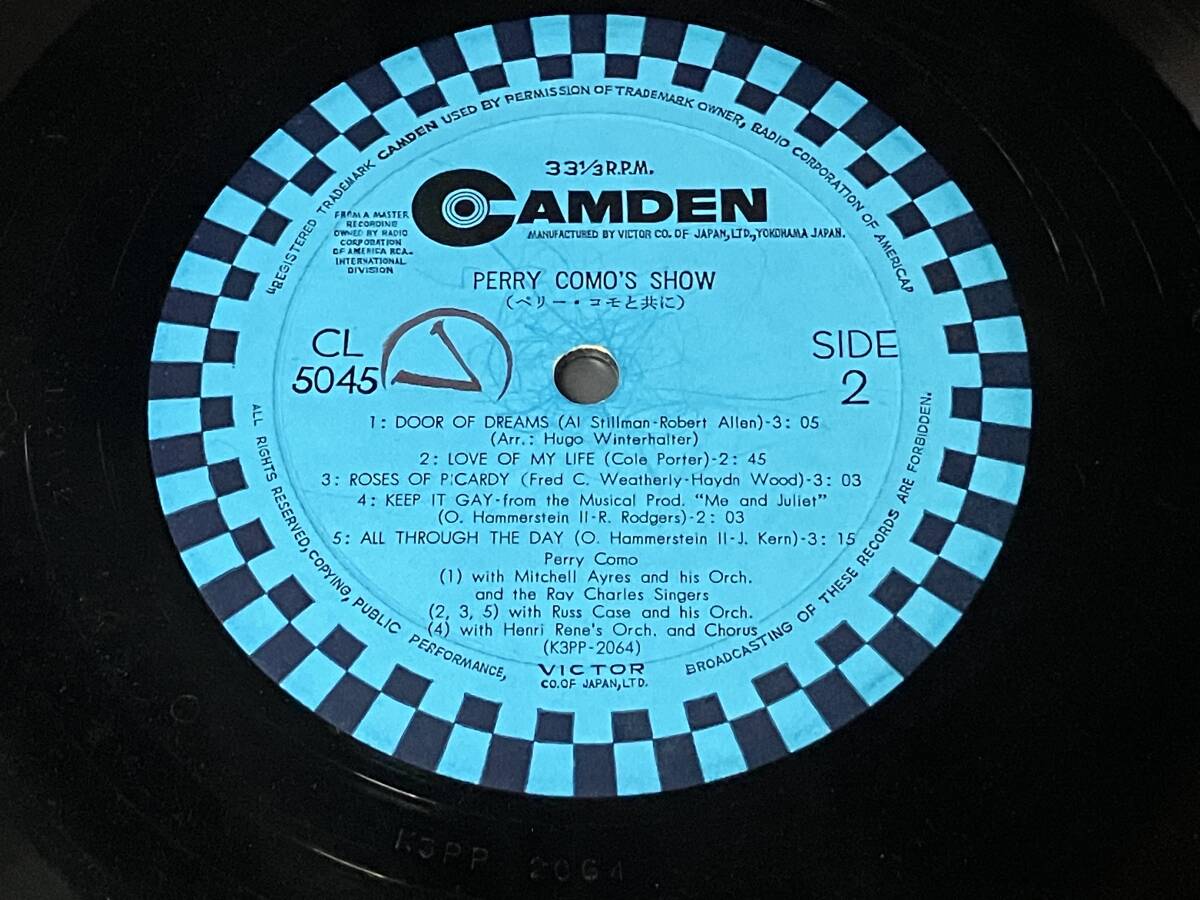 "REGISTERED TRADEMARK CAMDEN USED BY PERMISSION OF TRADEMARK OWNER, RADIO CORPORATION OF AMERICA"
33⅓ R.P.M.
CAMDEN
MANUFACTURED BY VICTOR CO. OF JAPAN, LTD., YOKOHAMA JAPAN.
FROM A MASTER
RECORDING
OWNED BY RADIO
CORPORATION
OF AMERICA RCA.
INTERNATIONAL
DIVISION
PERRY COMO'S SHOW
(ペリー・コモと共に)
CL
5045
SIDE
2
1: DOOR OF DREAMS (Al Stillman-Robert Allen)-3: 05
(Arr.: Hugo Winterhalter)
2: LOVE OF MY LIFE (Cole Porter)-2: 45
3: ROSES OF PICARDY (Fred C. Weatherly-Haydn Wood)-3: 03
4: KEEP IT GAY-from the Musical Prod. "Me and Juliet"
(O. Hammerstein II-R. Rodgers)-2: 03
5: ALL THROUGH THE DAY (O. Hammerstein II-J. Kern)-3: 15
Perry Como
(1) with Mitchell Ayres and his Orch.
and the Ray Charles Singers
(2, 3, 5) with Russ Case and his Orch.
(4) with Henri Rene's Orch. and Chorus
(K3PP-2064)
VICTOR
CO. OF JAPAN, LTD.
ALL RIGHTS RESERVED, COPYING, PUBLIC PERFORMANCE,
BROADCASTING OF THESE RECORDS ARE FORBIDDEN.
K3PP 2064